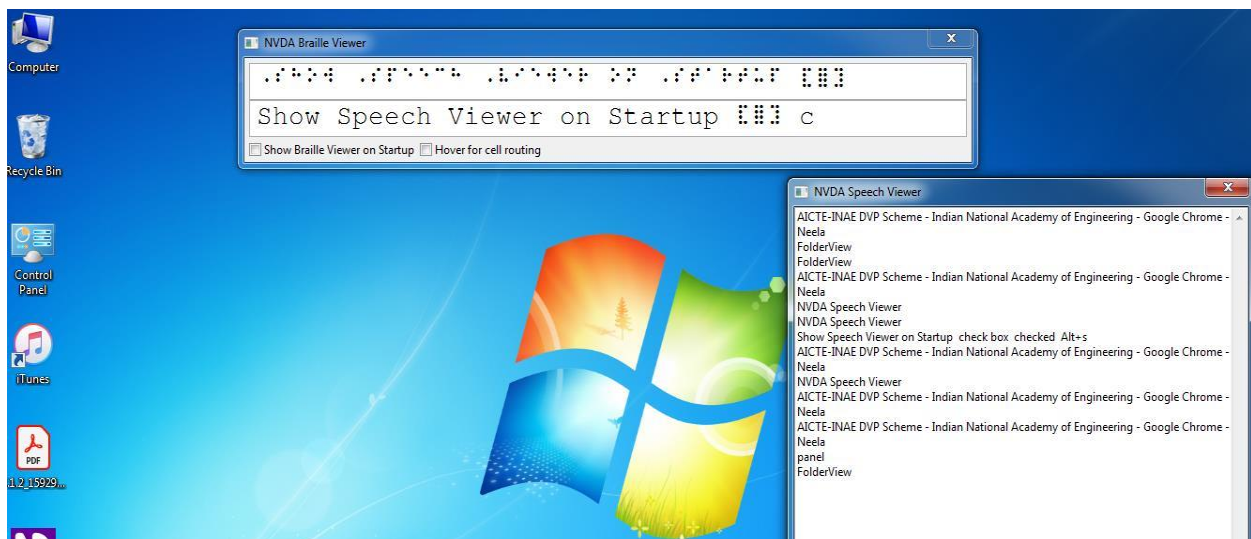 Computer
Recycle Bin
Control
Panel
iTunes
PDF
1.2_15929...
NVDA Braille Viewer
⠠⠎⠓⠕⠺ ⠠⠎⠏⠑⠑⠉⠓ ⠠⠧⠊⠑⠺⠑⠗ ⠕⠝ ⠠⠎⠞⠁⠗⠞⠥⠏ ⣏⣿⣹
Show Speech Viewer on Startup ⣏⣿⣹ c
Show Braille Viewer on Startup Hover for cell routing
NVDA Speech Viewer
AICTE-INAE DVP Scheme - Indian National Academy of Engineering - Google Chrome -
Neela
FolderView
FolderView
AICTE-INAE DVP Scheme - Indian National Academy of Engineering - Google Chrome -
Neela
NVDA Speech Viewer
NVDA Speech Viewer
Show Speech Viewer on Startup check box checked Alt+s
AICTE-INAE DVP Scheme - Indian National Academy of Engineering - Google Chrome -
Neela
NVDA Speech Viewer
AICTE-INAE DVP Scheme - Indian National Academy of Engineering - Google Chrome -
Neela
AICTE-INAE DVP Scheme - Indian National Academy of Engineering - Google Chrome -
Neela
panel
FolderView